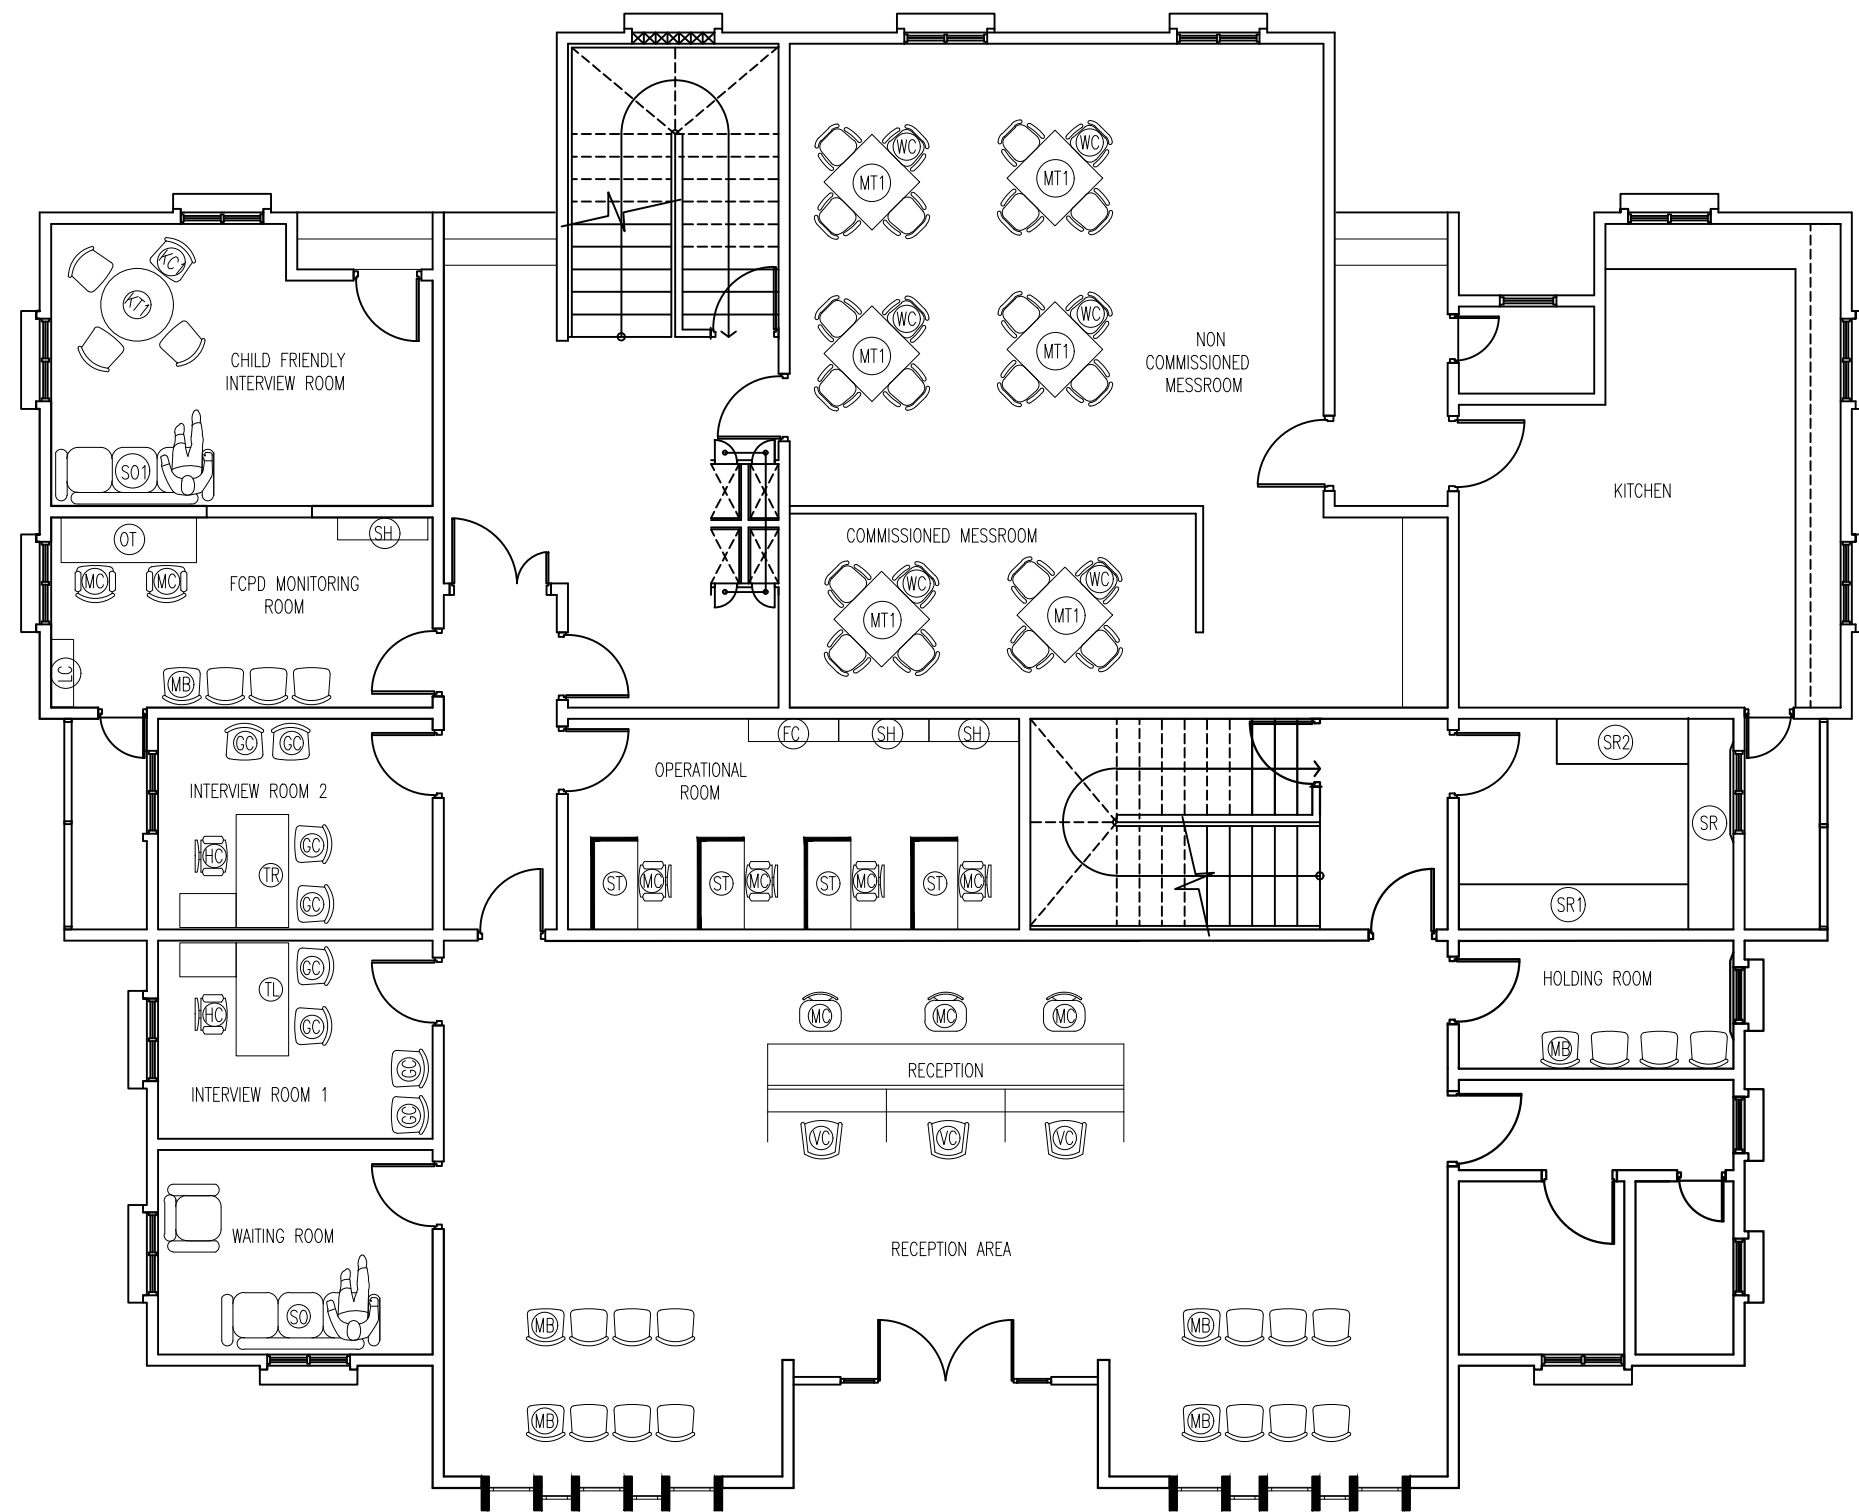 WC
WC
MT1
MT1
KC1
KT1
WC
WC
MT1
MT1
NON
COMMISSIONED
MESSROOM
CHILD FRIENDLY
INTERVIEW ROOM
SO1
KITCHEN
COMMISSIONED MESSROOM
OT
SH
MC
MC
FCPD MONITORING
ROOM
WC
WC
MT1
MT1
LC
MB
FC
SH
SH
SR2
GC
GC
OPERATIONAL
ROOM
INTERVIEW ROOM 2
SR
GC
HC
TR
GC
ST
MC
ST
MC
ST
MC
ST
MC
SR1
GC
HOLDING ROOM
TL
HC
GC
MC
MC
MC
MB
GC
RECEPTION
INTERVIEW ROOM 1
GC
VC
VC
VC
WAITING ROOM
RECEPTION AREA
SO
MB
MB
MB
MB